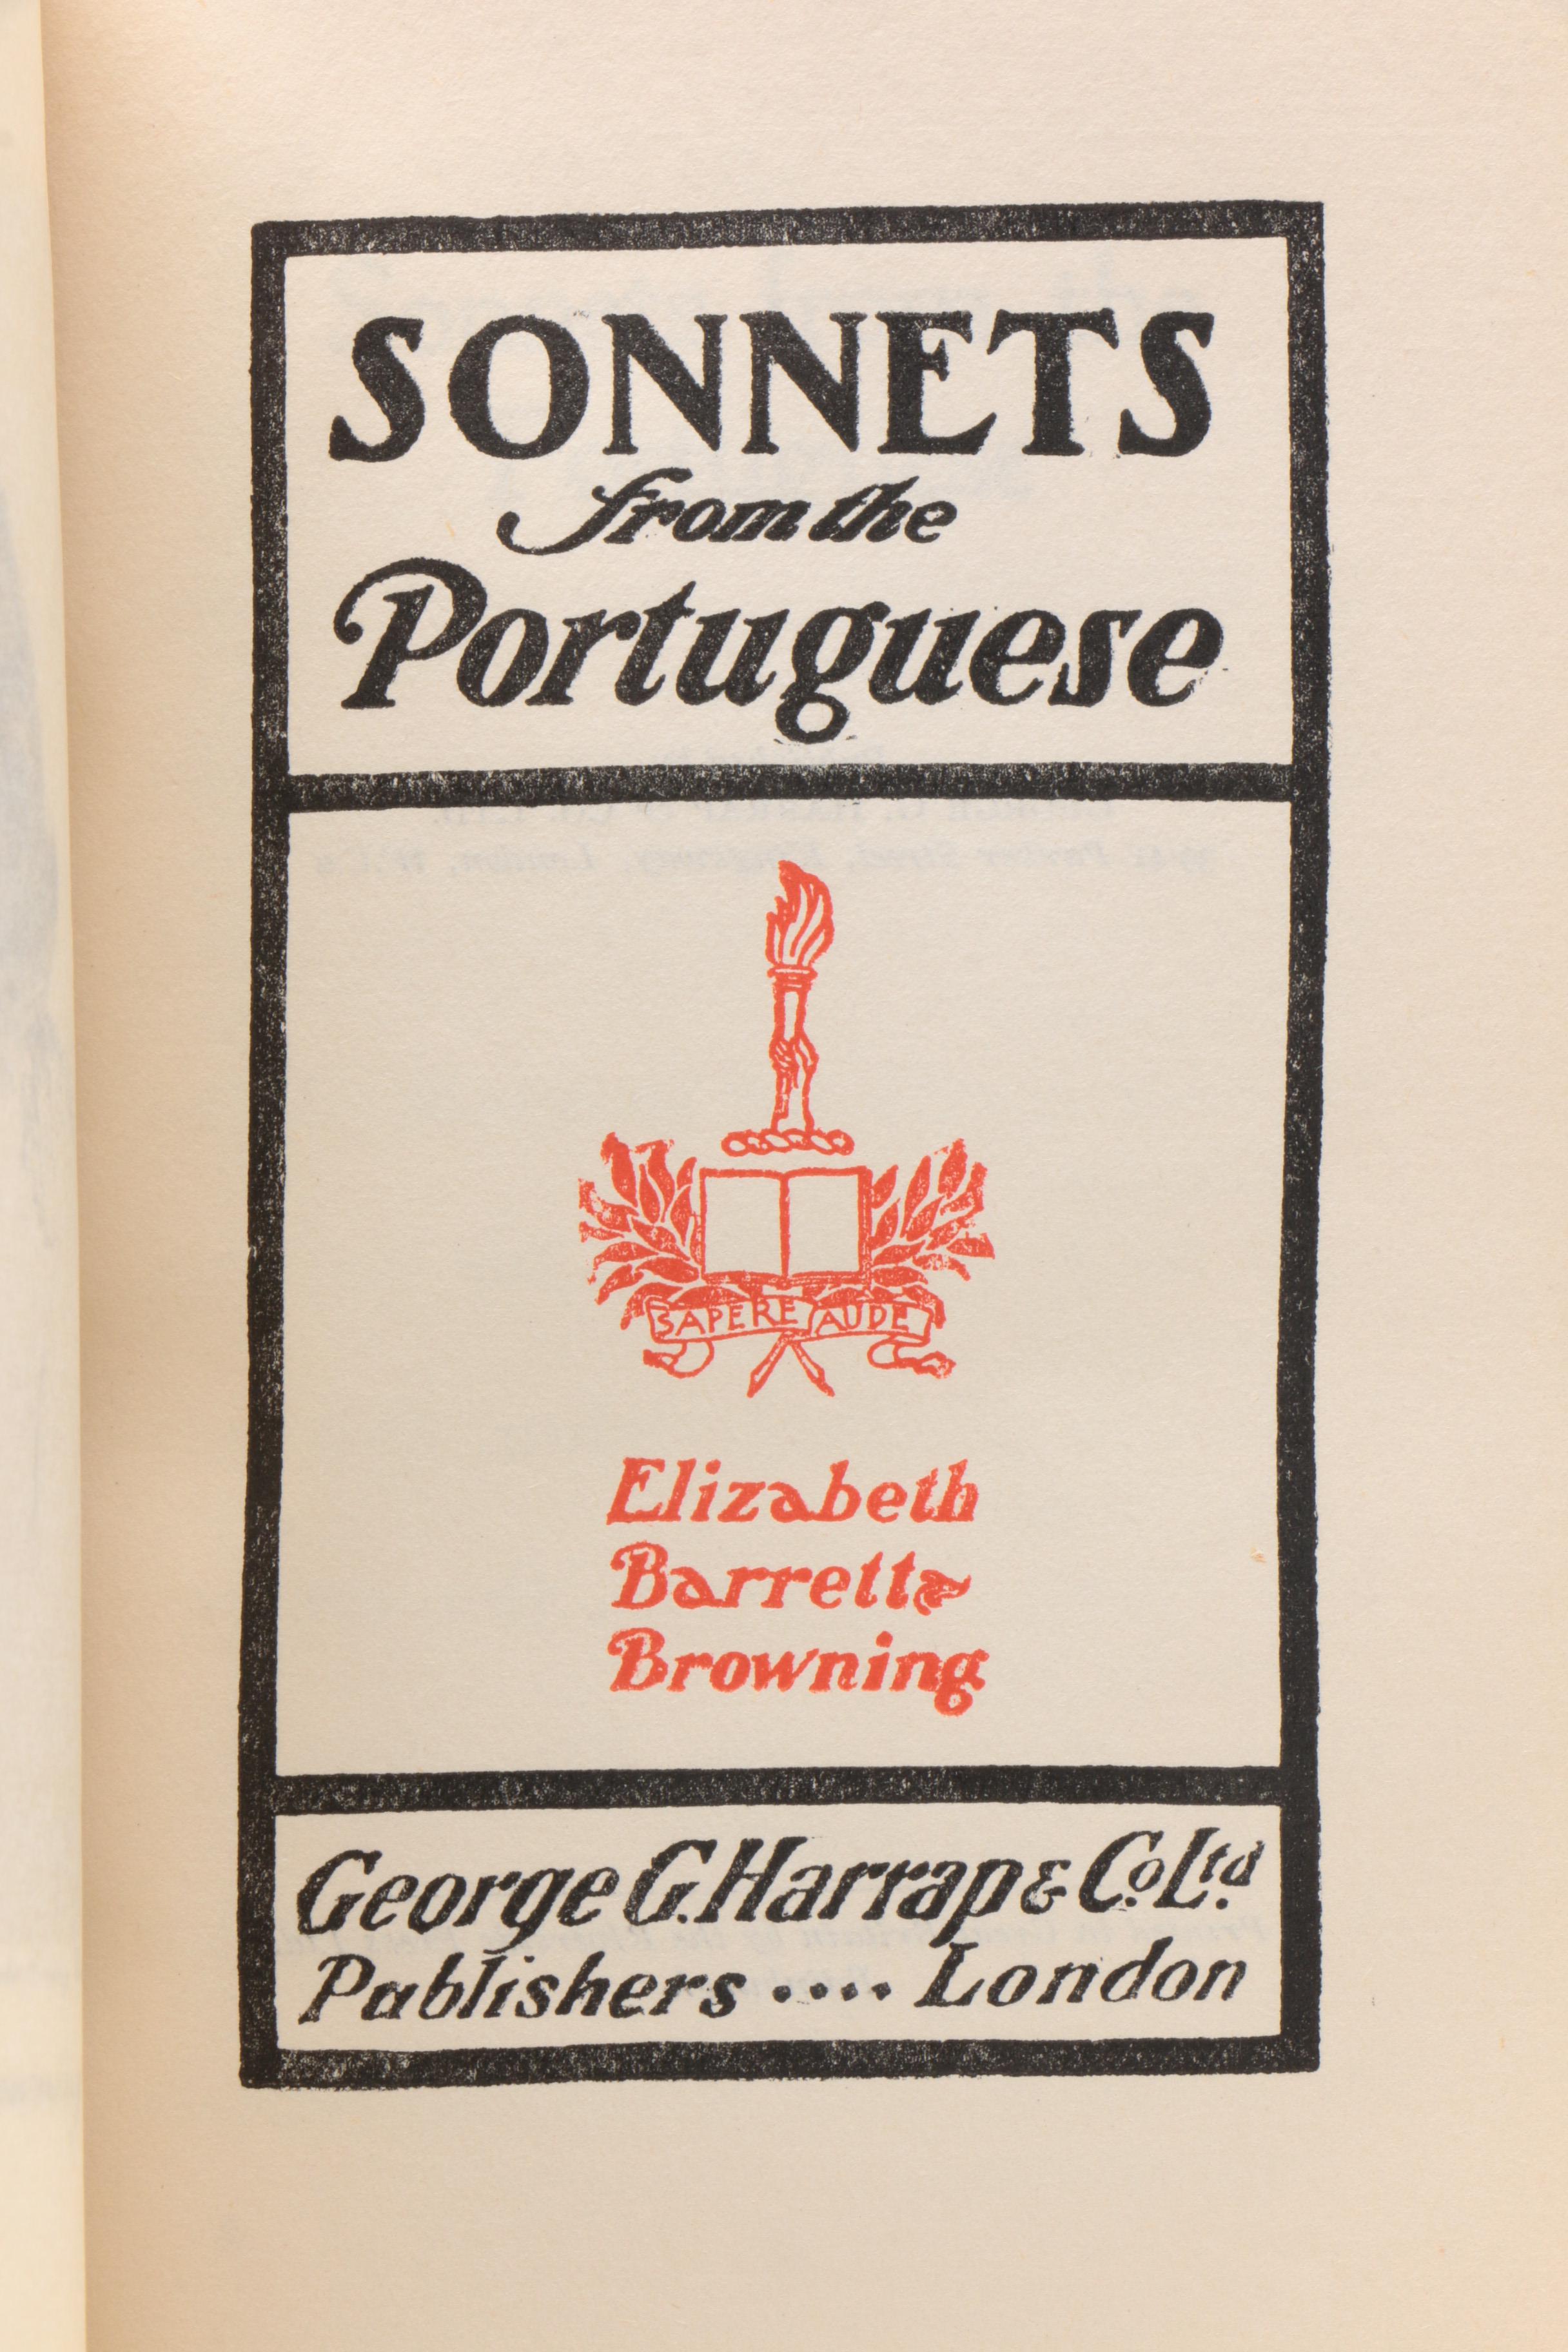 SONNETS
from the
Portuguese
SAPERE AUDE
Elizabeth
Barrett
Browning
George G. Harrap & Co. Ltd.
Publishers .... London